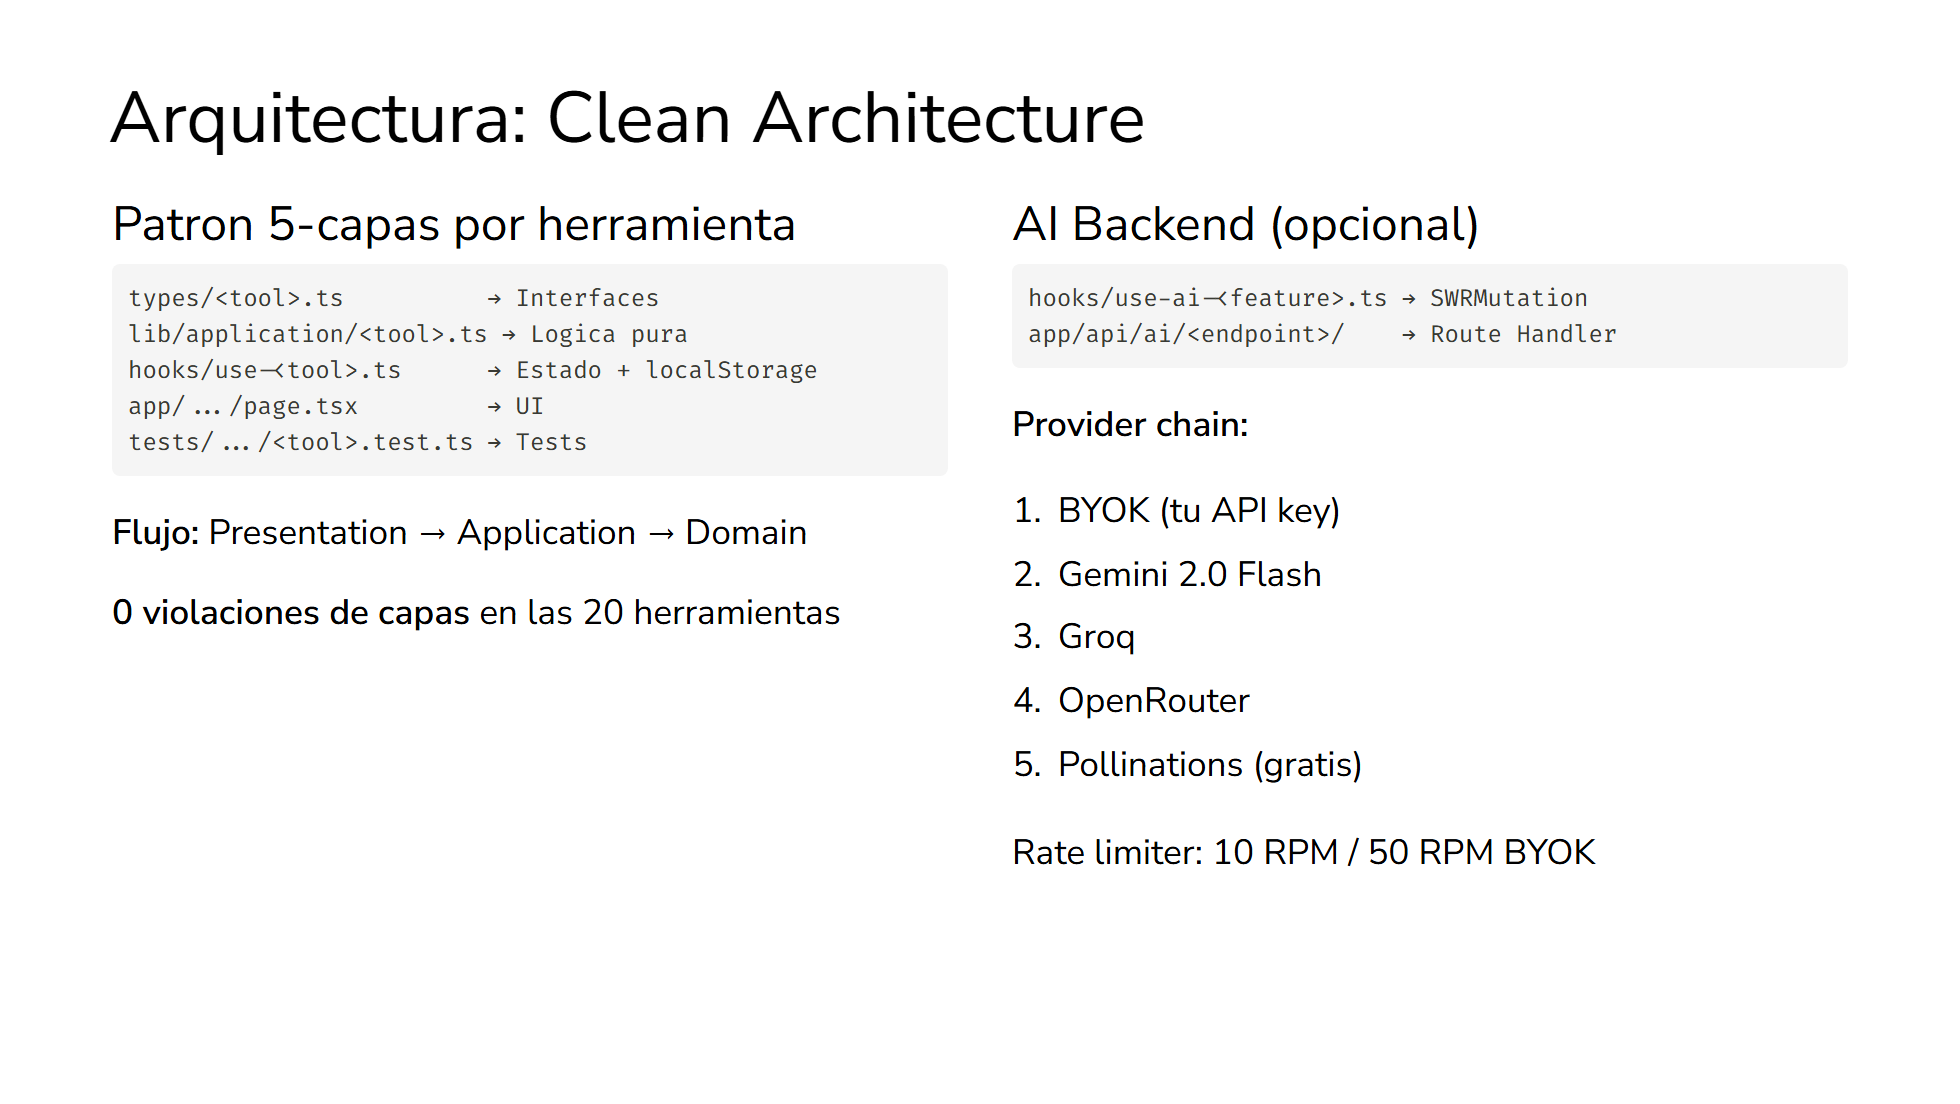 Arquitectura: Clean Architecture
Patron 5-capas por herramienta
types/<tool>.ts          → Interfaces
lib/application/<tool>.ts → Logica pura
hooks/use-<tool>.ts      → Estado + localStorage
app/.../page.tsx         → UI
tests/.../<tool>.test.ts → Tests
Flujo: Presentation → Application → Domain
0 violaciones de capas en las 20 herramientas
AI Backend (opcional)
hooks/use-ai-<feature>.ts → SWRMutation
app/api/ai/<endpoint>/    → Route Handler
Provider chain:
1. BYOK (tu API key)
2. Gemini 2.0 Flash
3. Groq
4. OpenRouter
5. Pollinations (gratis)
Rate limiter: 10 RPM / 50 RPM BYOK